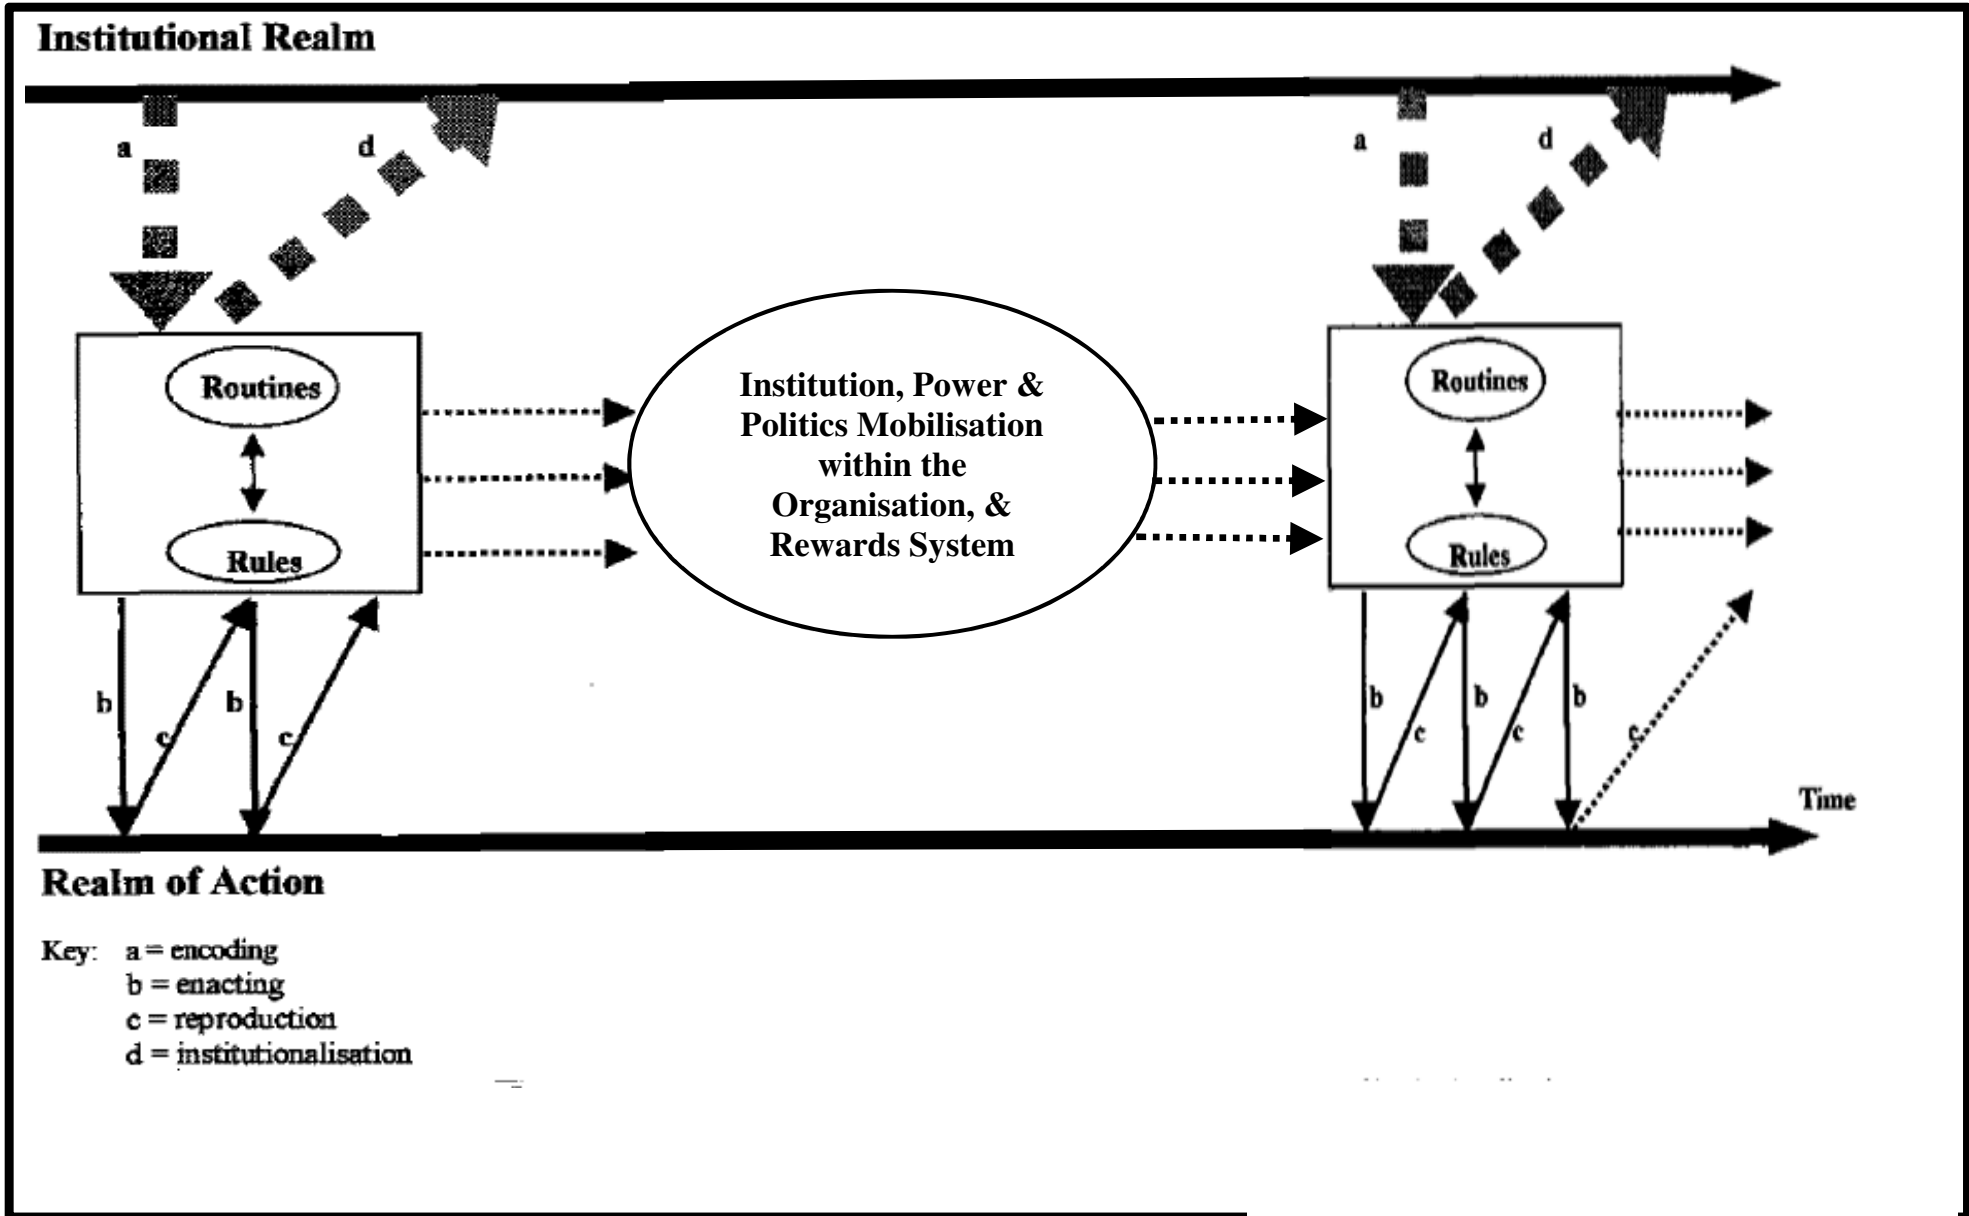 Institutional Realm
a
d
a
d
Routines
Rules
Institution, Power &
Politics Mobilisation
within the
Organisation, &
Rewards System
Routines
Rules
b
c
b
c
b
c
b
c
b
c
Time
Realm of Action
Key: a = encoding
b = enacting
c = reproduction
d = institutionalisation